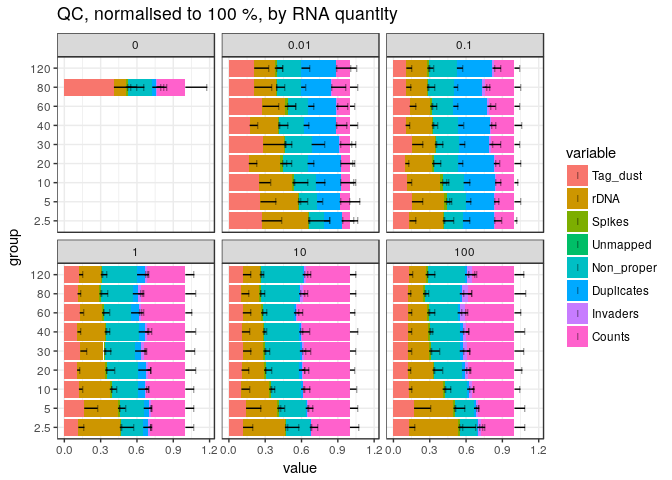 QC, normalised to 100 %, by RNA quantity
0
0.01
0.1
120
80
60
40
30
20
10
5
2.5
1
10
100
120
80
60
40
30
20
10
5
2.5
0.0 0.3 0.6 0.9 1.2 0.0 0.3 0.6 0.9 1.2 0.0 0.3 0.6 0.9 1.2
value
group
variable
Tag_dust
rDNA
Spikes
Unmapped
Non_proper
Duplicates
Invaders
Counts